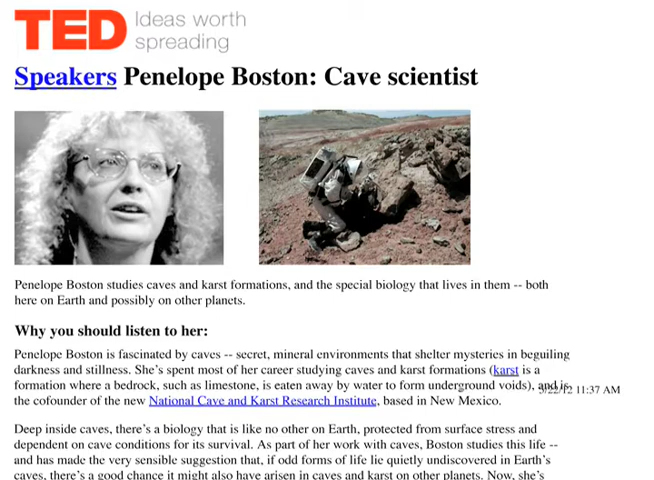 TED Ideas worth
spreading
Speakers Penelope Boston: Cave scientist
Penelope Boston studies caves and karst formations, and the special biology that lives in them -- both
here on Earth and possibly on other planets.
Why you should listen to her:
Penelope Boston is fascinated by caves -- secret, mineral environments that shelter mysteries in beguiling
darkness and stillness. She's spent most of her career studying caves and karst formations (karst is a
formation where a bedrock, such as limestone, is eaten away by water to form underground voids), and is
3/22/12 11:37 AM
the cofounder of the new National Cave and Karst Research Institute, based in New Mexico.
Deep inside caves, there's a biology that is like no other on Earth, protected from surface stress and
dependent on cave conditions for its survival. As part of her work with caves, Boston studies this life --
and has made the very sensible suggestion that, if odd forms of life lie quietly undiscovered in Earth's
caves, there's a good chance it might also have arisen in caves and karst on other planets. Now, she's